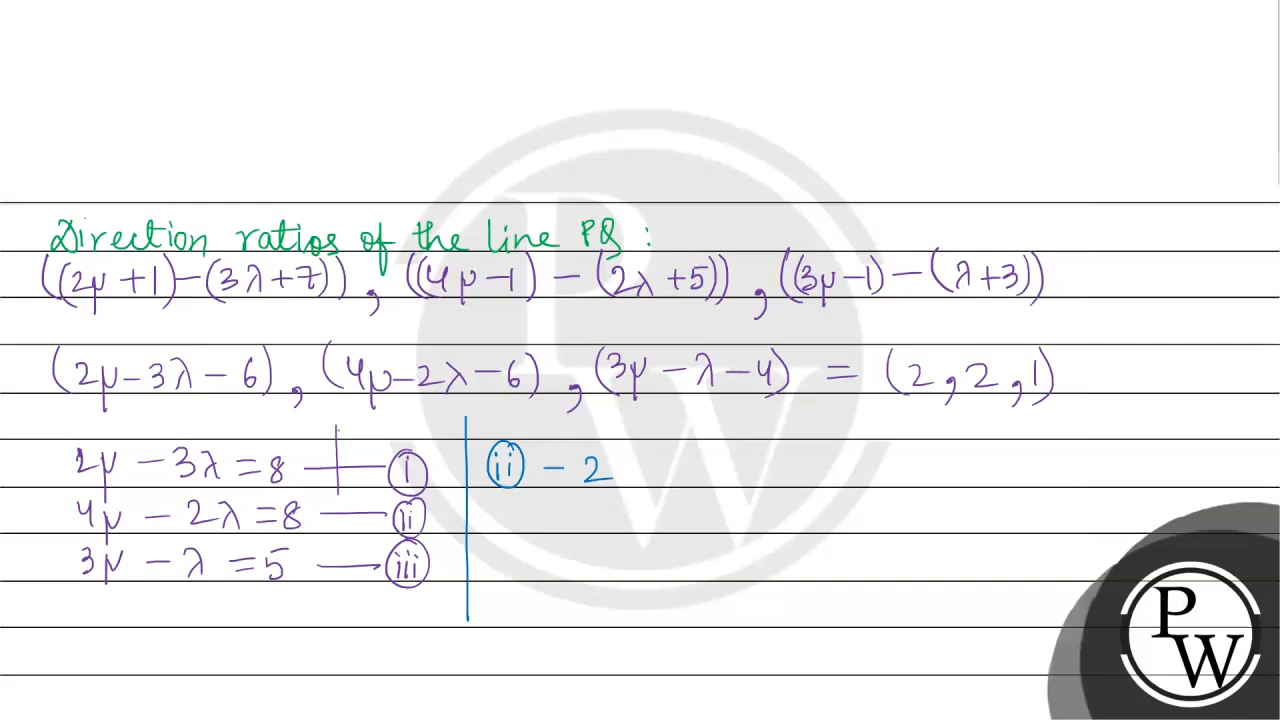 Direction ratios of the line PQ :
((2μ+1)-(3λ+7)), ((4μ-1)-(2λ+5)), ((3μ-1)-(λ+3))
(2μ-3λ-6), (4μ-2λ-6), (3μ-λ-4) = (2,2,1)
2μ - 3λ = 8 — i
ii - 2
4μ - 2λ = 8 — ii
3μ - λ = 5 — iii
P
W